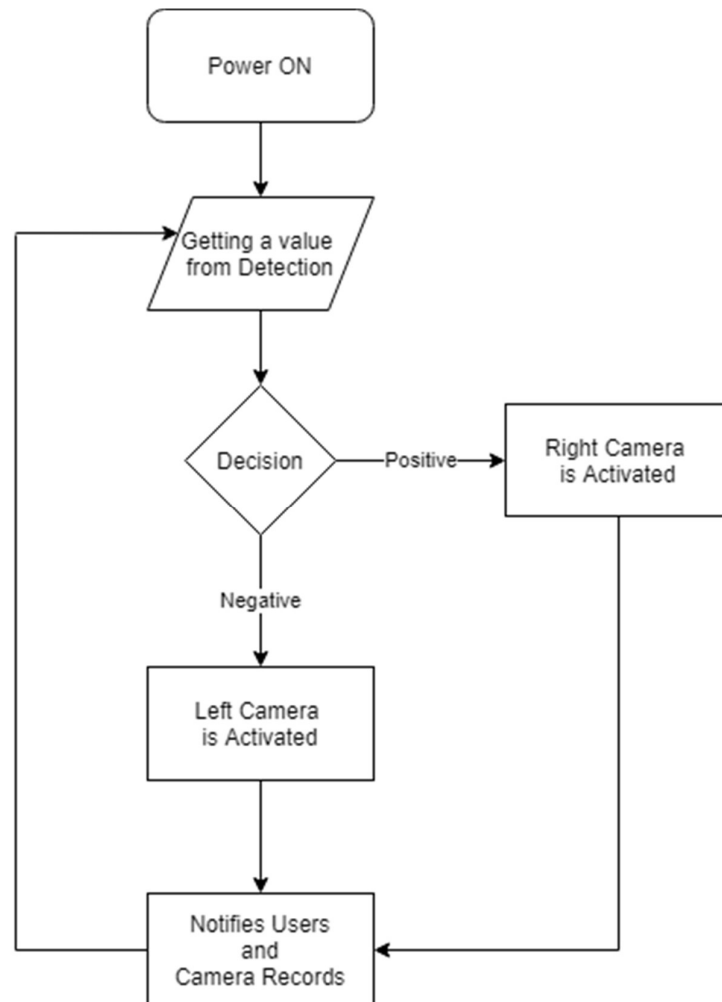 Power ON
Getting a value
from Detection
Decision
Positive
Right Camera
is Activated
Negative
Left Camera
is Activated
Notifies Users
and
Camera Records